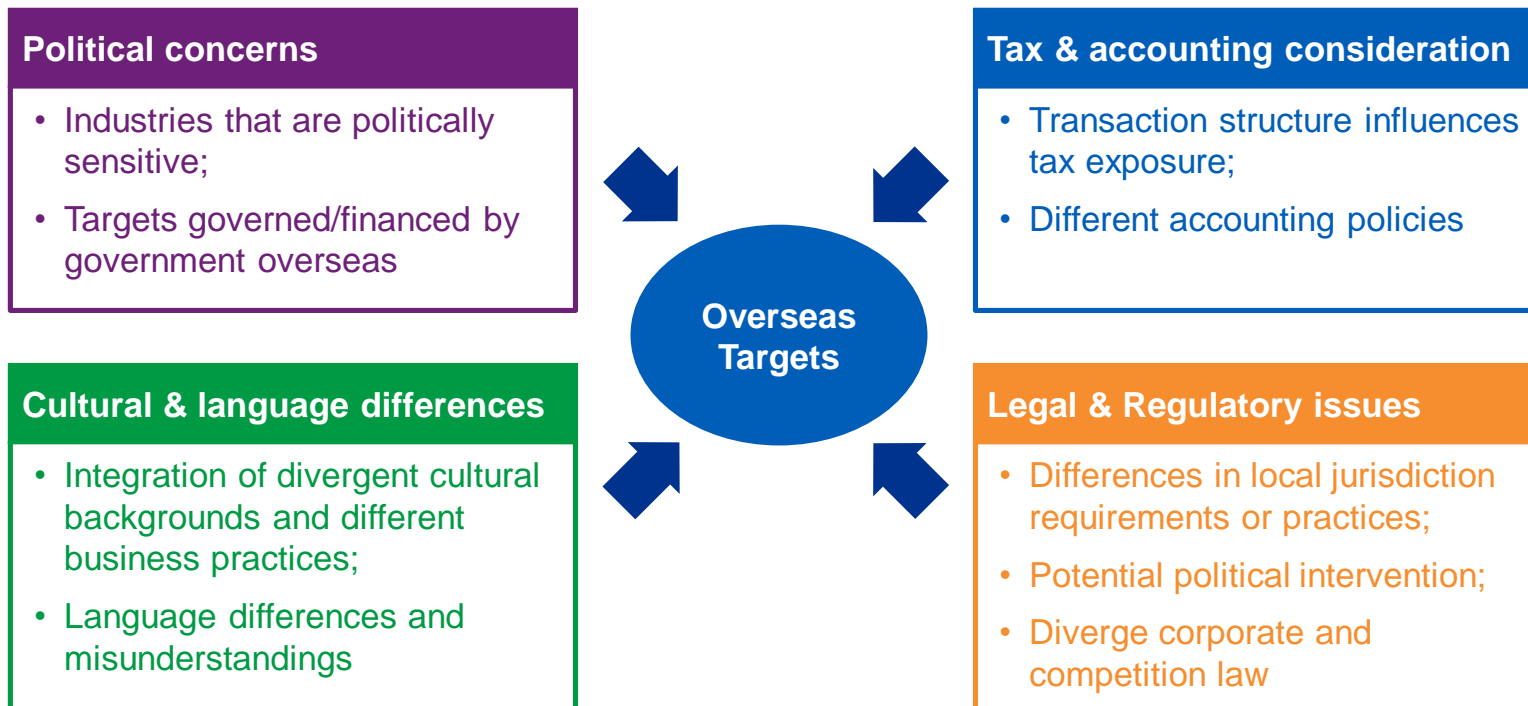 Political concerns
• Industries that are politically
sensitive;
• Targets governed/financed by
government overseas
Tax & accounting consideration
• Transaction structure influences
tax exposure;
• Different accounting policies
Overseas
Targets
Cultural & language differences
• Integration of divergent cultural
backgrounds and different
business practices;
• Language differences and
misunderstandings
Legal & Regulatory issues
• Differences in local jurisdiction
requirements or practices;
• Potential political intervention;
• Diverge corporate and
competition law